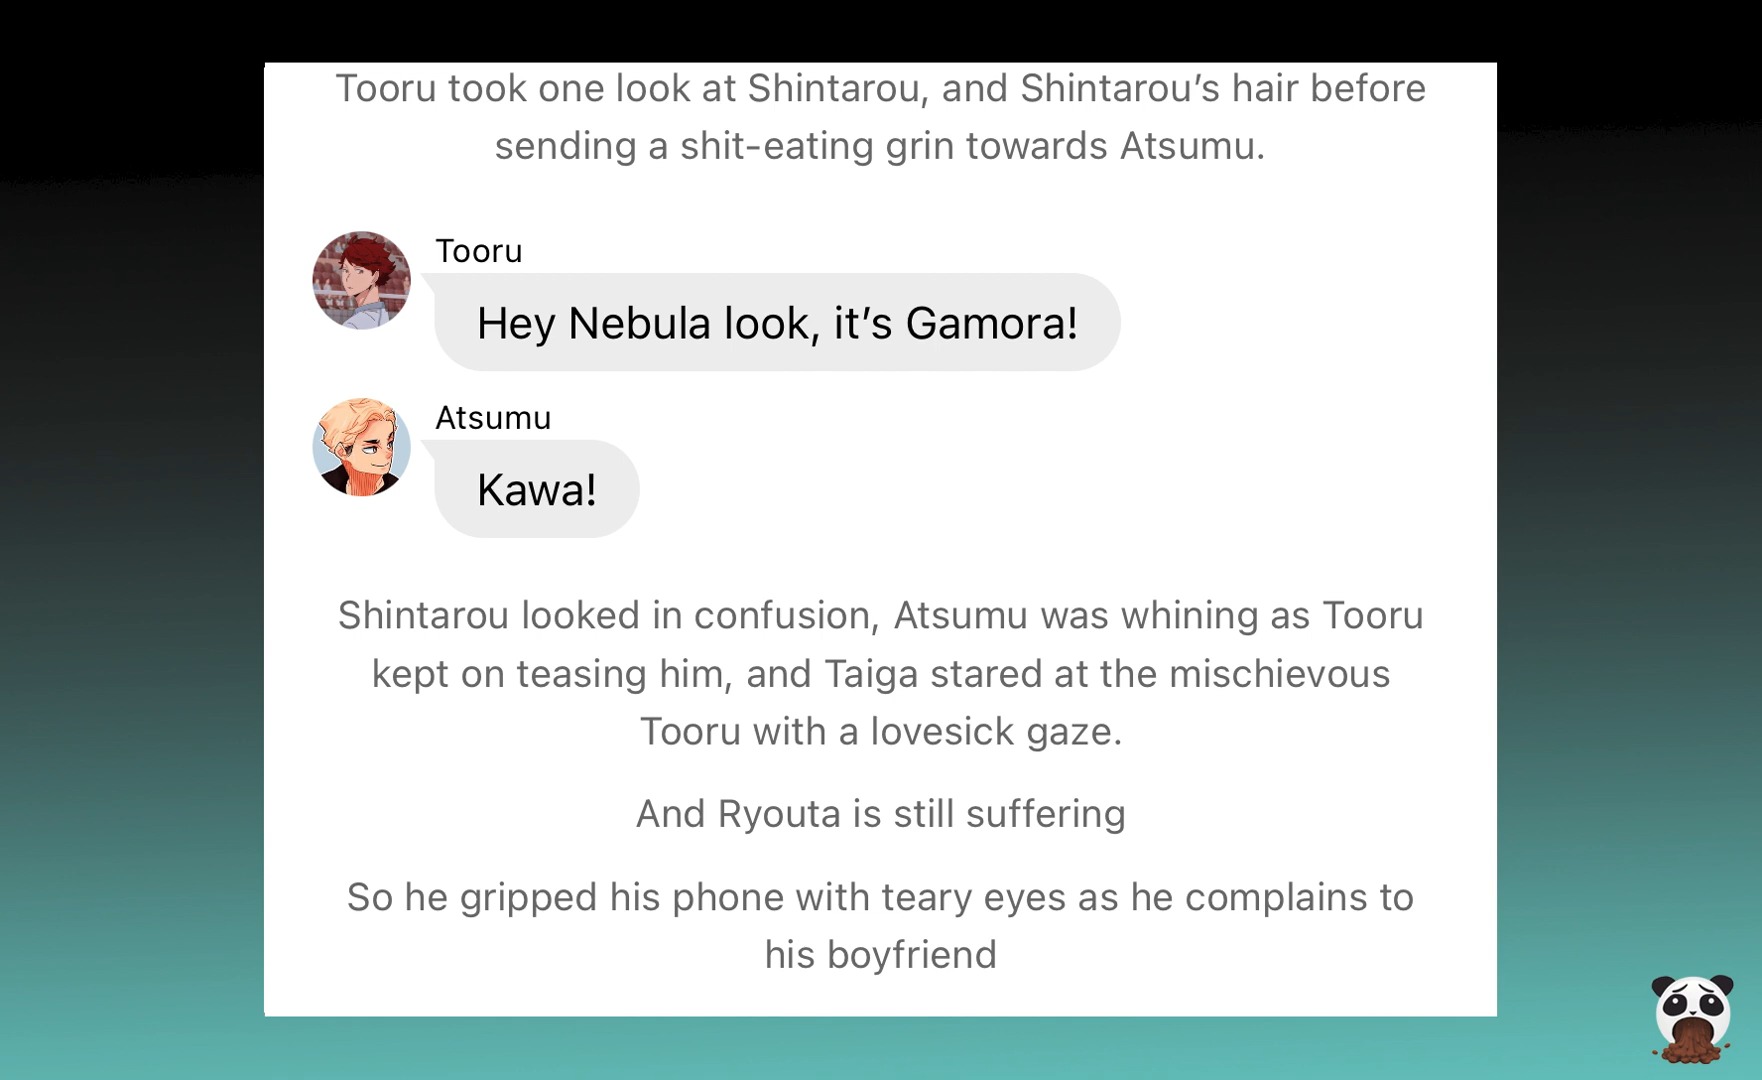 Tooru took one look at Shintarou, and Shintarou’s hair before
sending a shit-eating grin towards Atsumu.
Tooru
Hey Nebula look, it’s Gamora!
Atsumu
Kawa!
Shintarou looked in confusion, Atsumu was whining as Tooru
kept on teasing him, and Taiga stared at the mischievous
Tooru with a lovesick gaze.
And Ryouta is still suffering
So he gripped his phone with teary eyes as he complains to
his boyfriend